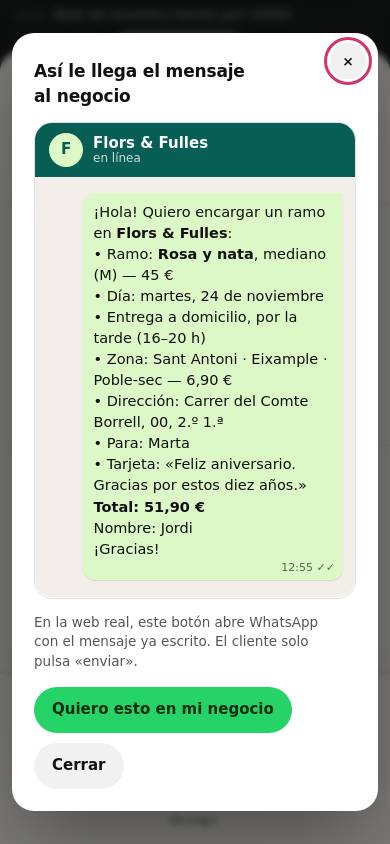 Así le llega el mensaje
al negocio
×
F
Flors & Fulles
en línea
¡Hola! Quiero encargar un ramo
en Flors & Fulles:
• Ramo: Rosa y nata, mediano
(M) — 45 €
• Día: martes, 24 de noviembre
• Entrega a domicilio, por la
tarde (16–20 h)
• Zona: Sant Antoni · Eixample ·
Poble-sec — 6,90 €
• Dirección: Carrer del Comte
Borrell, 00, 2.º 1.ª
• Para: Marta
• Tarjeta: «Feliz aniversario.
Gracias por estos diez años.»
Total: 51,90 €
Nombre: Jordi
¡Gracias!
12:55 ✓✓
En la web real, este botón abre WhatsApp
con el mensaje ya escrito. El cliente solo
pulsa «enviar».
Quiero esto en mi negocio
Cerrar